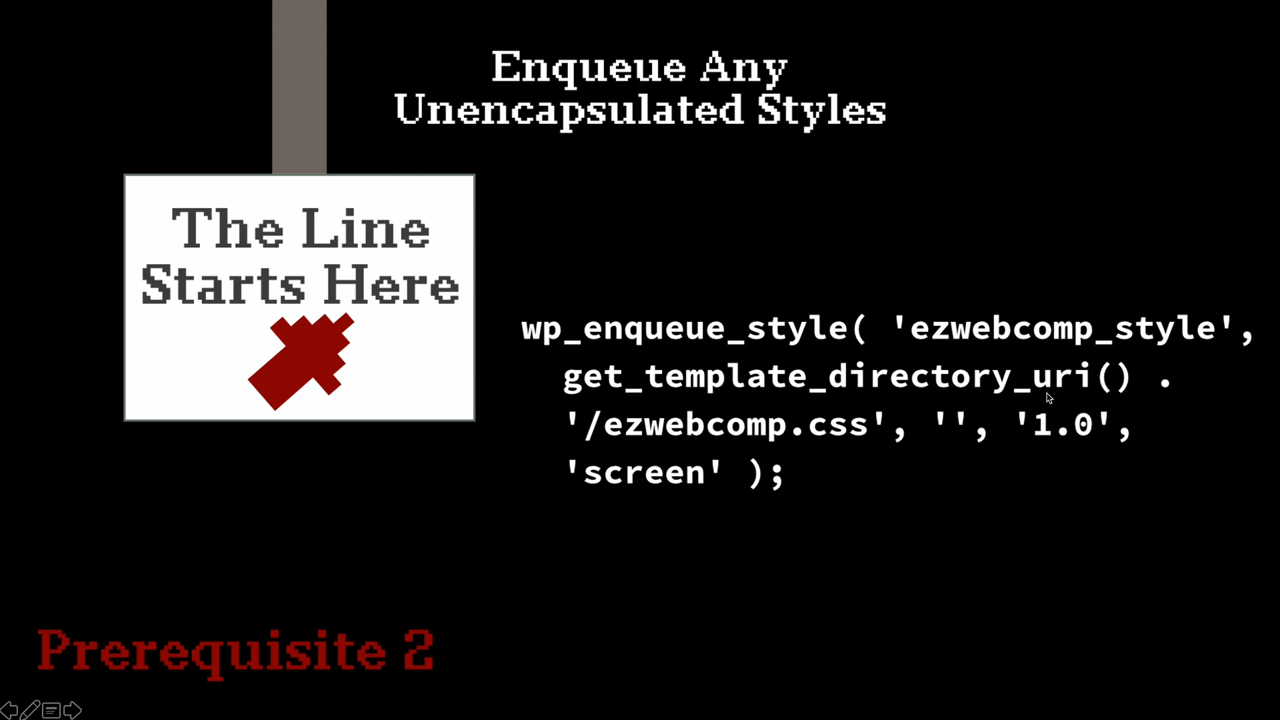 Enqueue Any
Unencapsulated Styles
The Line
Starts Here
wp_enqueue_style( 'ezwebcomp_style',
get_template_directory_uri() .
'/ezwebcomp.css', '', '1.0',
'screen' );
Prerequisite 2